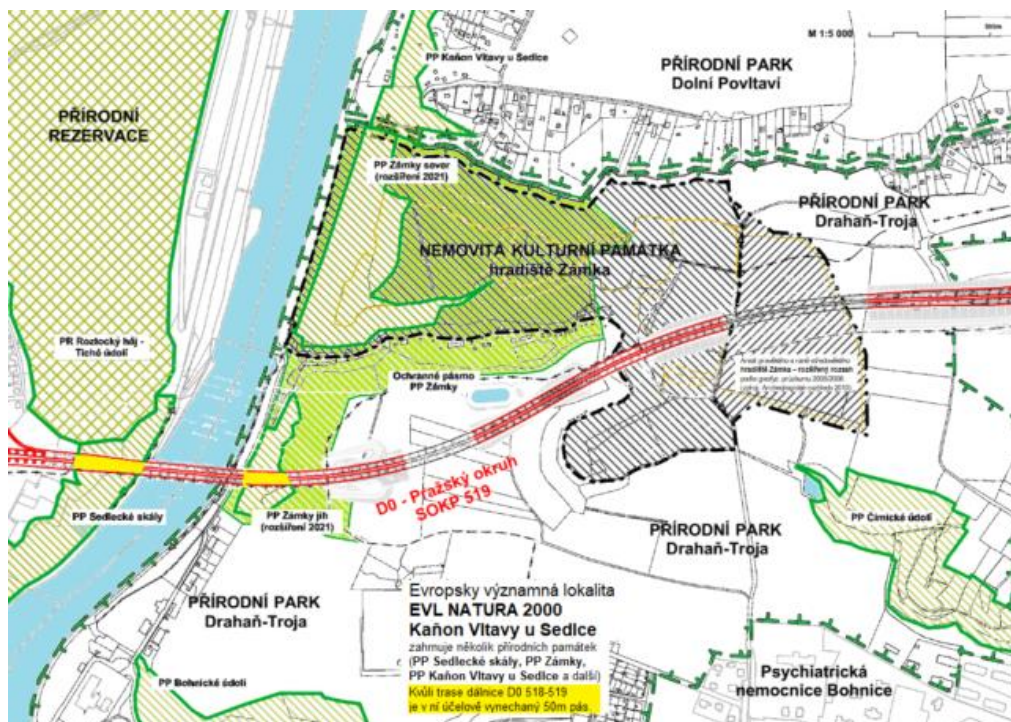 M 1:5 000
PP Kaňon Vltavy u Sedlce
PŘÍRODNÍ PARK
Dolní Povltaví
PŘÍRODNÍ
REZERVACE
PP Zámky sever
(rozšíření 2021)
PŘÍRODNÍ PARK
Drahaň-Troja
NEMOVITÁ KULTURNÍ PAMÁTKA
hradiště Zámka
PR Roztocký háj -
Tiché údolí
Ochranné pásmo
PP Zámky
hradiště Zámka - rozšířený rozsah
D0 - Pražský okruh
SOKP 519
PP Sedlecké skály
PP Zámky jih
(rozšíření 2021)
PP Čimické údolí
PŘÍRODNÍ PARK
Drahaň-Troja
PŘÍRODNÍ PARK
Drahaň-Troja
Evropsky významná lokalita
EVL NATURA 2000
Kaňon Vltavy u Sedlce
zahrnuje několik přírodních památek
(PP Sedlecké skály, PP Zámky,
PP Kaňon Vltavy u Sedlce a další)
Kvůli trase dálnice D0 518-519
je v ní účelově vynechaný 50m pás.
PP Bohnické údolí
Psychiatrická
nemocnice Bohnice